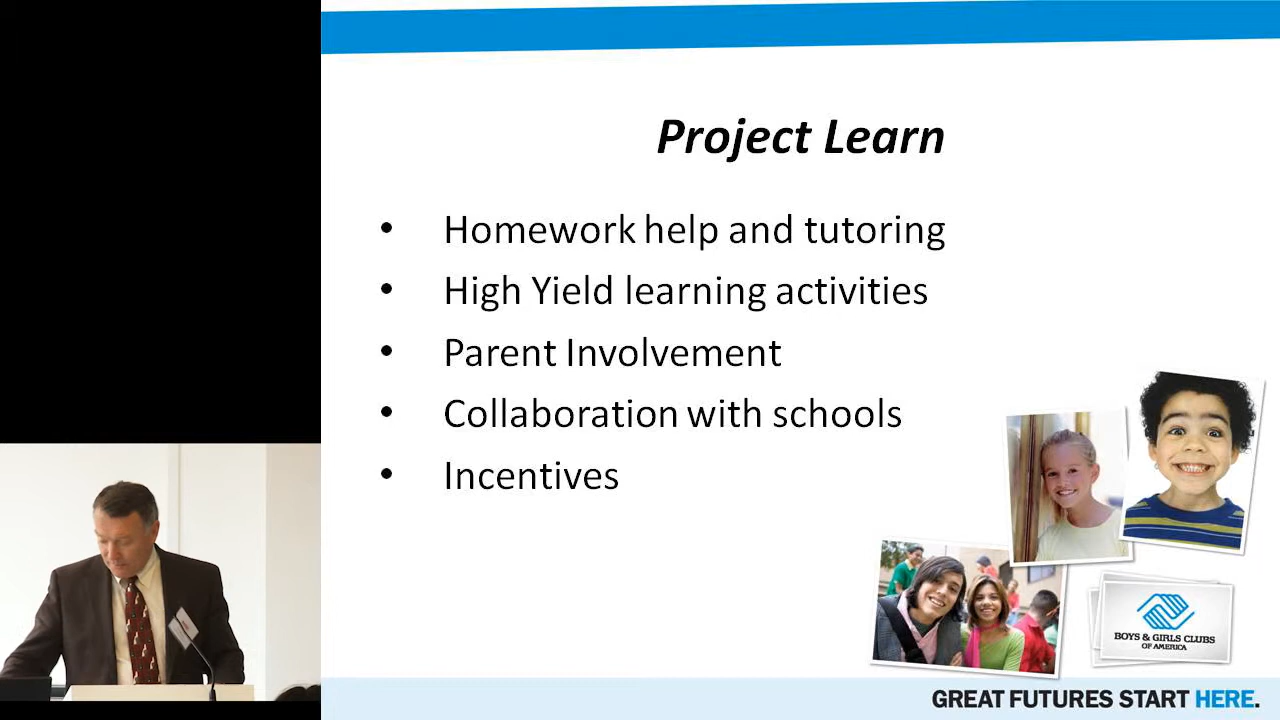 Project Learn
• Homework help and tutoring
• High Yield learning activities
• Parent Involvement
• Collaboration with schools
• Incentives
BOYS & GIRLS CLUBS
OF AMERICA
GREAT FUTURES START HERE.